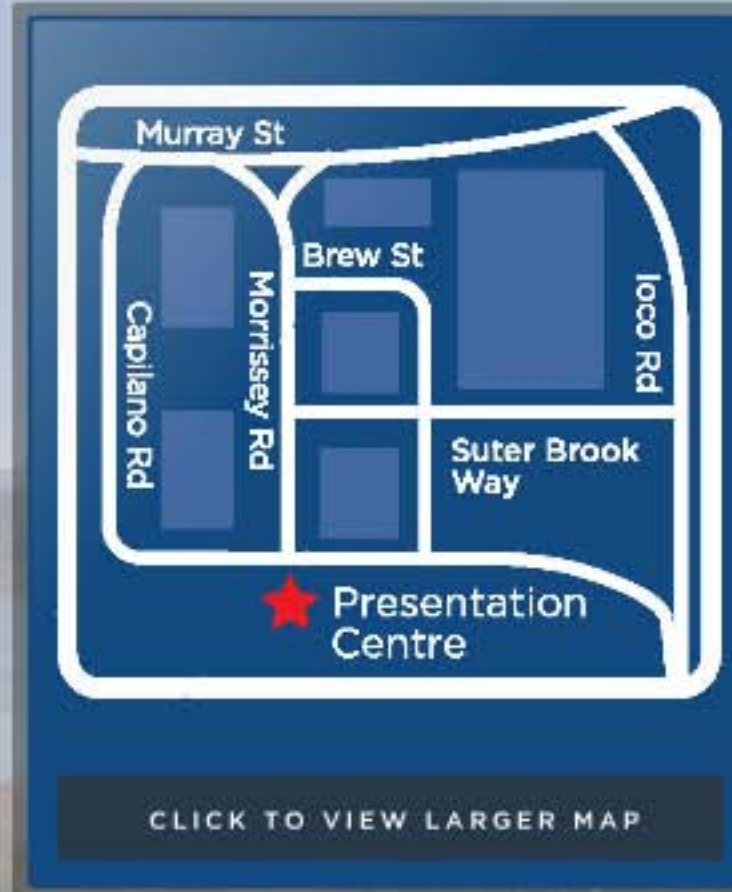 Murray St
Brew St
Capilano Rd
Morrissey Rd
Ioco Rd
Suter Brook
Way
Presentation
Centre
CLICK TO VIEW LARGER MAP